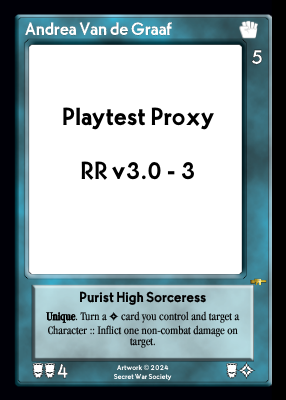 Andrea Van de Graaf
5
Playtest Proxy
RR v3.0 - 3
Purist High Sorceress
Unique. Turn a ✧ card you control and target a
Character :: Inflict one non-combat damage on
target.
4
Artwork © 2024
Secret War Society